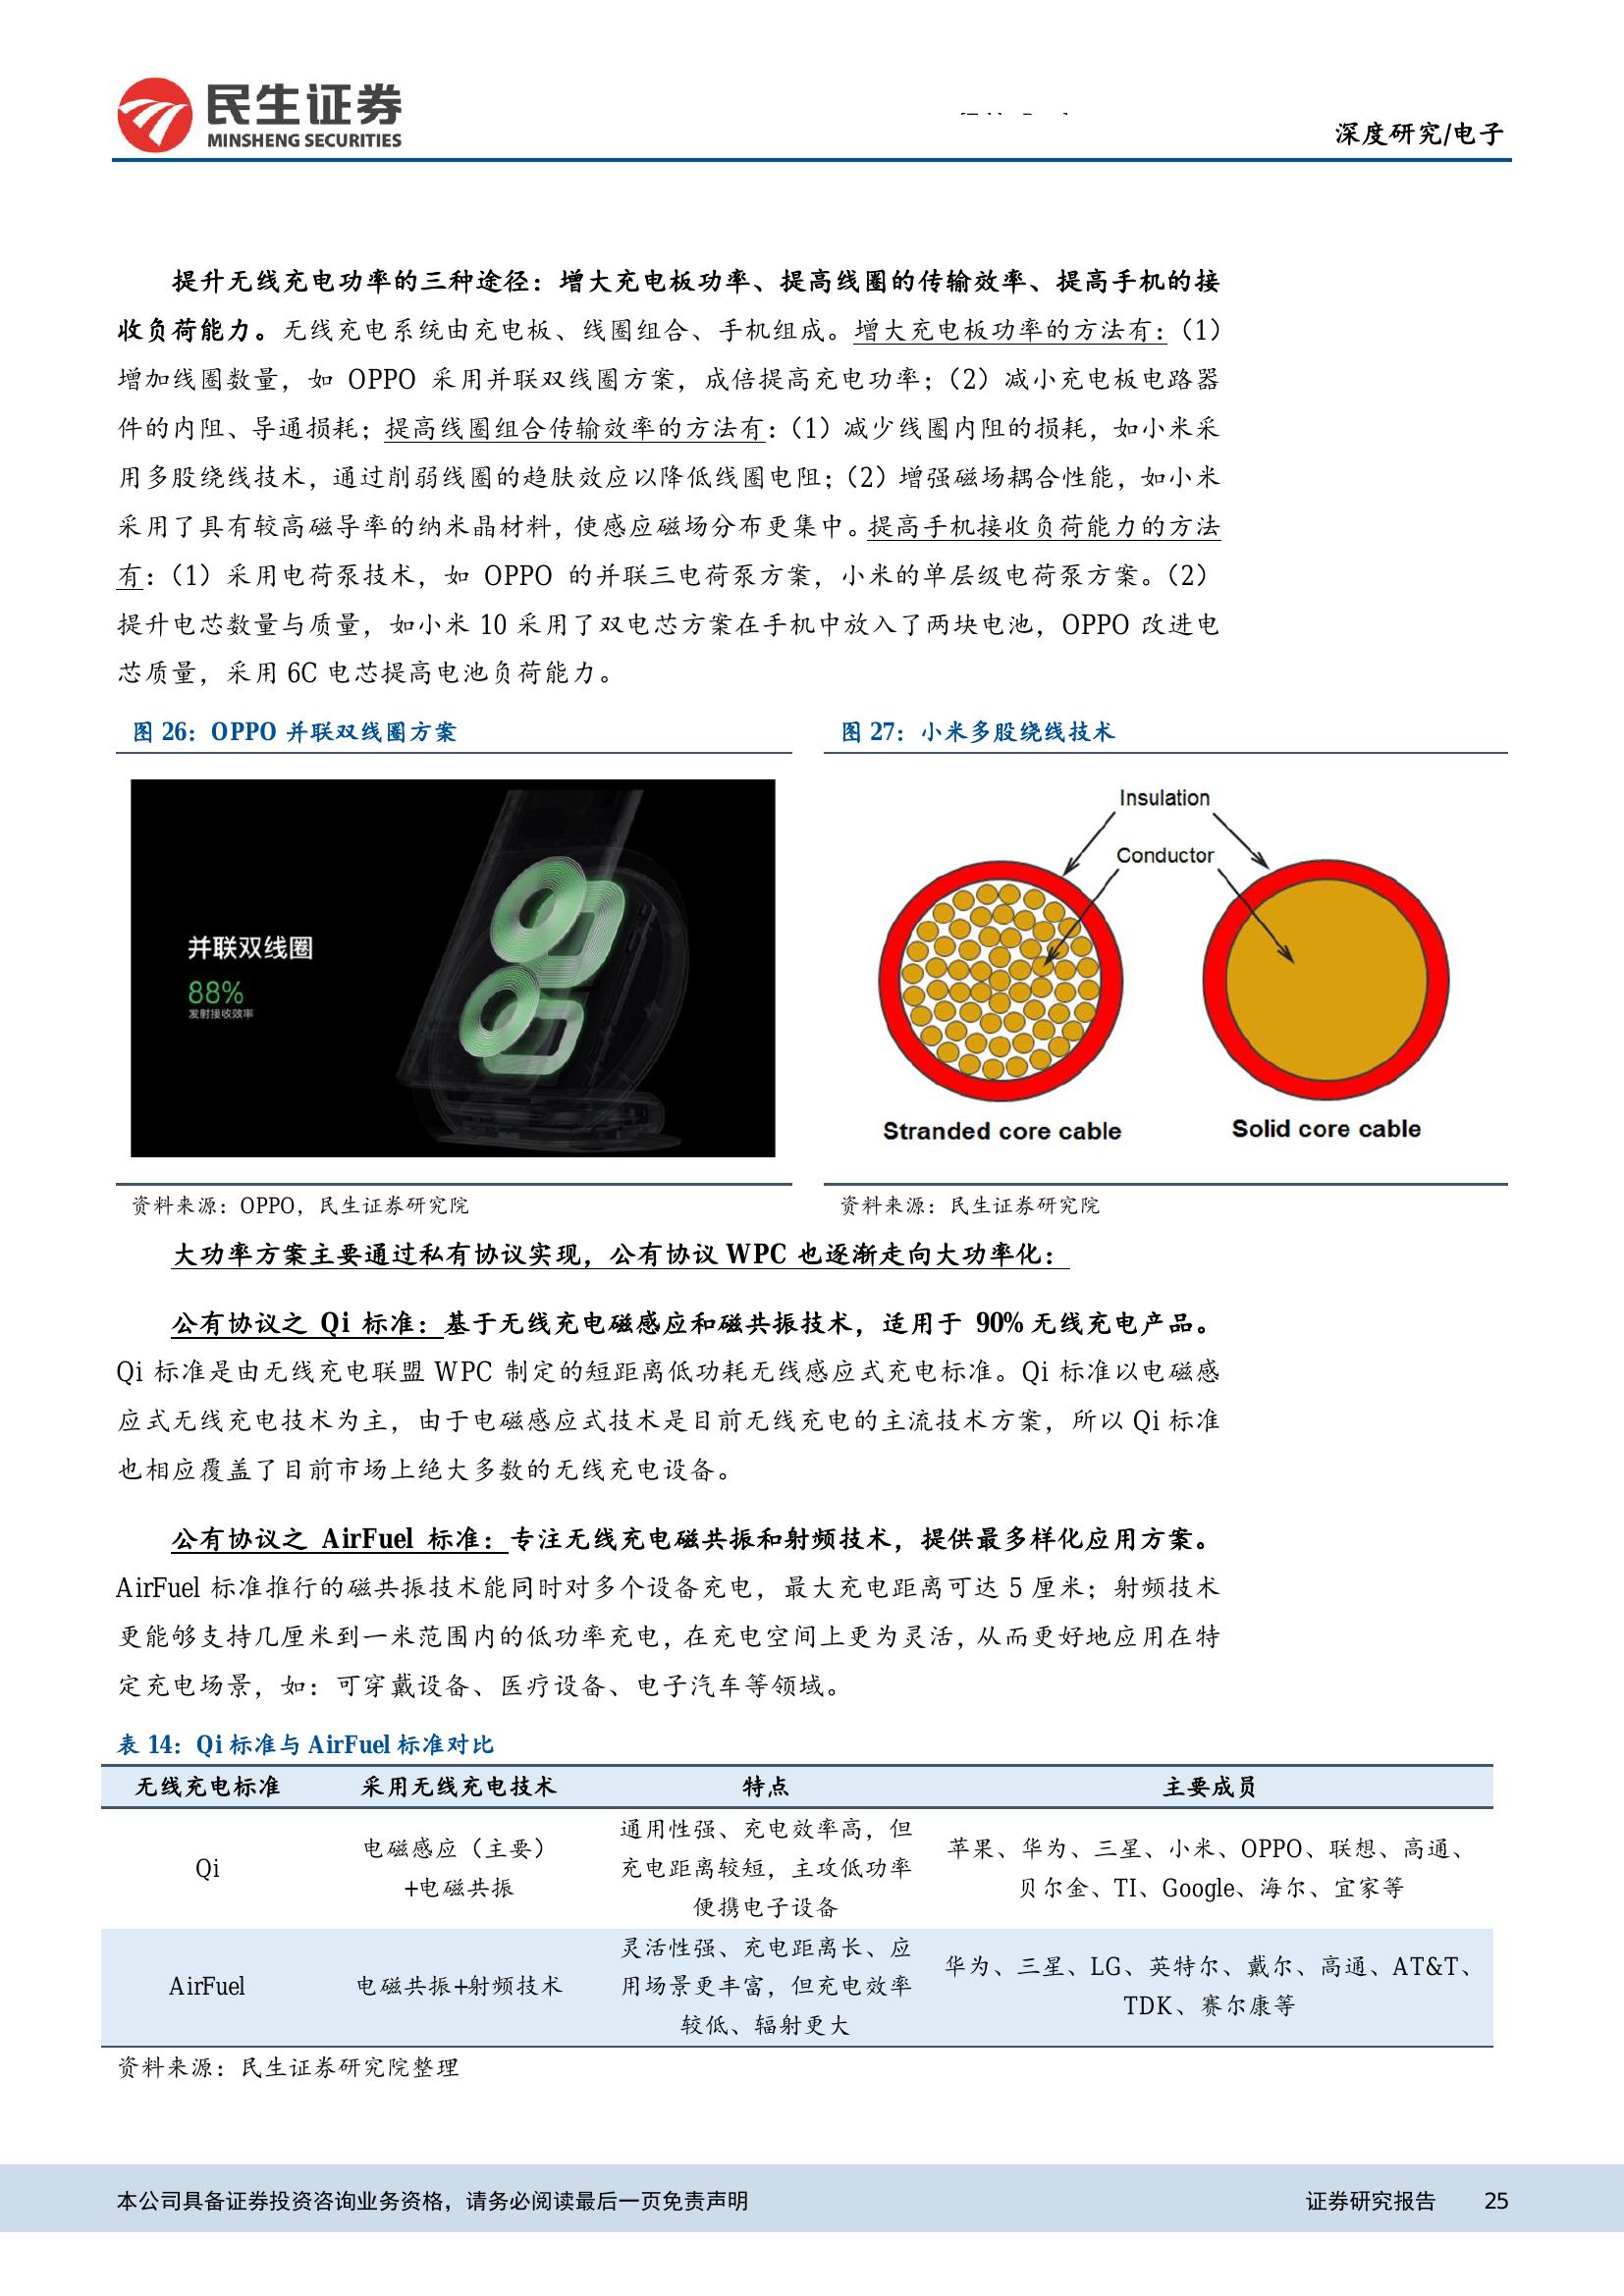 民生证券
MINSHENG SECURITIES
深度研究/电子
提升无线充电功率的三种途径：增大充电板功率、提高线圈的传输效率、提高手机的接
收负荷能力。无线充电系统由充电板、线圈组合、手机组成。增大充电板功率的方法有：（1）
增加线圈数量，如 OPPO 采用并联双线圈方案，成倍提高充电功率；（2）减小充电板电路器
件的内阻、导通损耗；提高线圈组合传输效率的方法有：（1）减少线圈内阻的损耗，如小米采
用多股绕线技术，通过削弱线圈的趋肤效应以降低线圈电阻；（2）增强磁场耦合性能，如小米
采用了具有较高磁导率的纳米晶材料，使感应磁场分布更集中。提高手机接收负荷能力的方法
有：（1）采用电荷泵技术，如 OPPO 的并联三电荷泵方案，小米的单层级电荷泵方案。（2）
提升电芯数量与质量，如小米 10 采用了双电芯方案在手机中放入了两块电池，OPPO 改进电
芯质量，采用 6C 电芯提高电池负荷能力。
图 26：OPPO 并联双线圈方案
并联双线圈
88%
发射接收效率
资料来源：OPPO，民生证券研究院
图 27：小米多股绕线技术
Insulation
Conductor
Stranded core cable
Solid core cable
资料来源：民生证券研究院
大功率方案主要通过私有协议实现，公有协议 WPC 也逐渐走向大功率化：
公有协议之 Qi 标准：基于无线充电磁感应和磁共振技术，适用于 90%无线充电产品。
Qi 标准是由无线充电联盟 WPC 制定的短距离低功耗无线感应式充电标准。Qi 标准以电磁感
应式无线充电技术为主，由于电磁感应式技术是目前无线充电的主流技术方案，所以 Qi 标准
也相应覆盖了目前市场上绝大多数的无线充电设备。
公有协议之 AirFuel 标准：专注无线充电磁共振和射频技术，提供最多样化应用方案。
AirFuel 标准推行的磁共振技术能同时对多个设备充电，最大充电距离可达 5 厘米；射频技术
更能够支持几厘米到一米范围内的低功率充电，在充电空间上更为灵活，从而更好地应用在特
定充电场景，如：可穿戴设备、医疗设备、电子汽车等领域。
表 14：Qi 标准与 AirFuel 标准对比
无线充电标准 采用无线充电技术 特点 主要成员
Qi
电磁感应（主要）
+电磁共振
通用性强、充电效率高，但
充电距离较短，主攻低功率
便携电子设备
苹果、华为、三星、小米、OPPO、联想、高通、
贝尔金、TI、Google、海尔、宜家等
AirFuel
电磁共振+射频技术
灵活性强、充电距离长、应
用场景更丰富，但充电效率
较低、辐射更大
华为、三星、LG、英特尔、戴尔、高通、AT&T、
TDK、赛尔康等
资料来源：民生证券研究院整理
本公司具备证券投资咨询业务资格，请务必阅读最后一页免责声明
证券研究报告 25